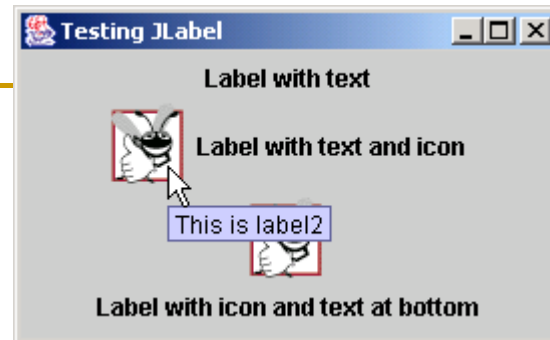 Testing JLabel
Label with text
Label with text and icon
This is label2
Label with icon and text at bottom